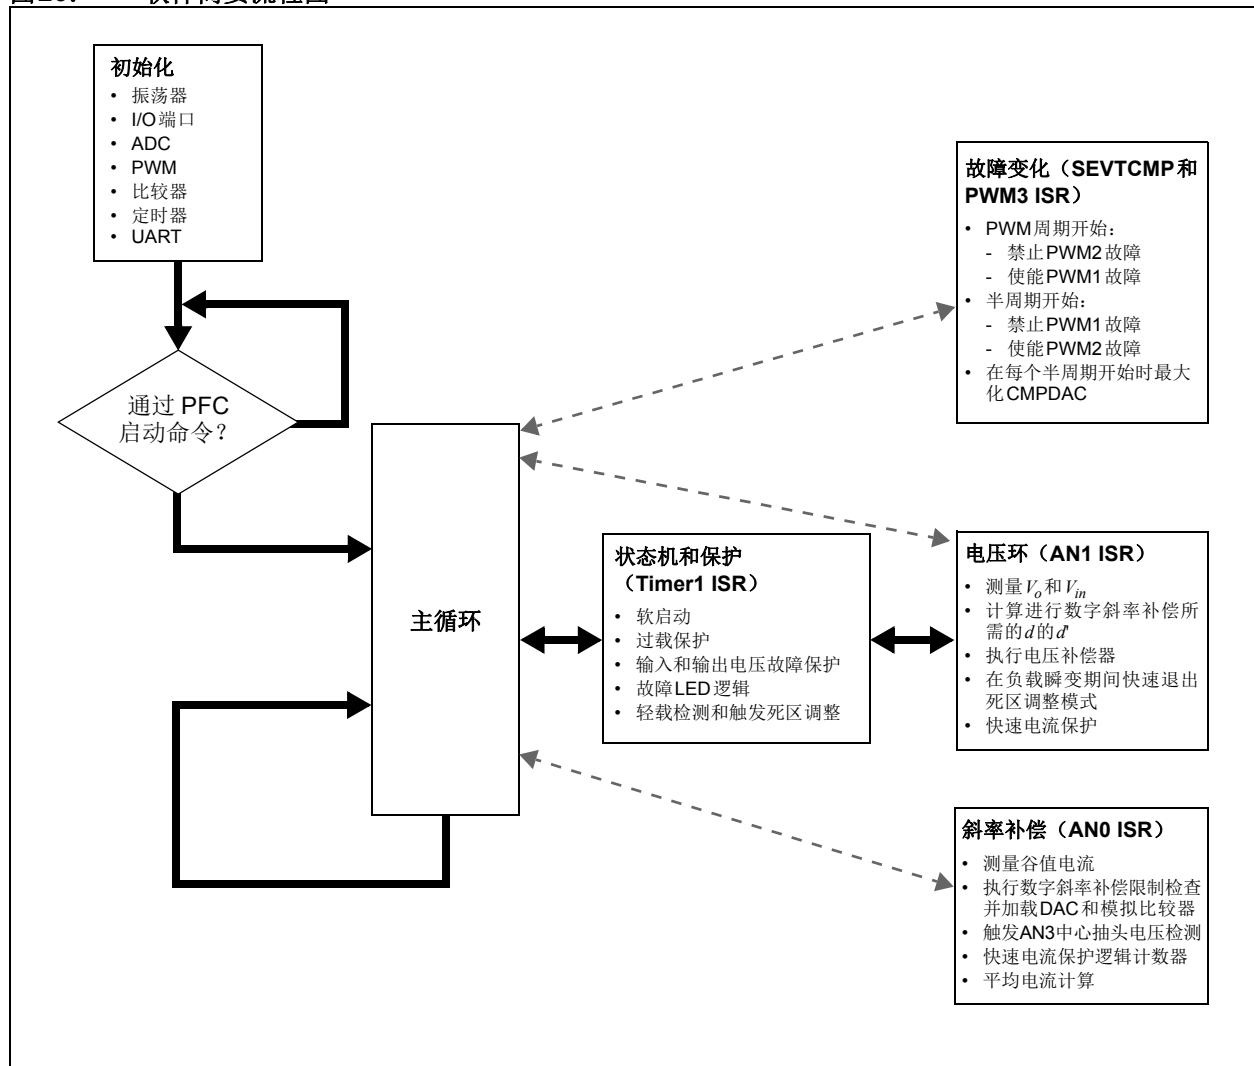 初始化
• 振荡器
• I/O端口
• ADC
• PWM
• 比较器
• 定时器
• UART
通过 PFC
启动命令？
主循环
状态机和保护
（Timer1 ISR）
• 软启动
• 过载保护
• 输入和输出电压故障保护
• 故障LED逻辑
• 轻载检测和触发死区调整
故障变化（SEVTCMP和
PWM3 ISR）
• PWM周期开始：
- 禁止PWM2故障
- 使能PWM1故障
• 半周期开始：
- 禁止PWM1故障
- 使能PWM2故障
• 在每个半周期开始时最大
化CMPDAC
电压环（AN1 ISR）
• 测量Vo和Vin
• 计算进行数字斜率补偿所
需的d的d'
• 执行电压补偿器
• 在负载瞬变期间快速退出
死区调整模式
• 快速电流保护
斜率补偿（AN0 ISR）
• 测量谷值电流
• 执行数字斜率补偿限制检查
并加载DAC和模拟比较器
• 触发AN3中心抽头电压检测
• 快速电流保护逻辑计数器
• 平均电流计算